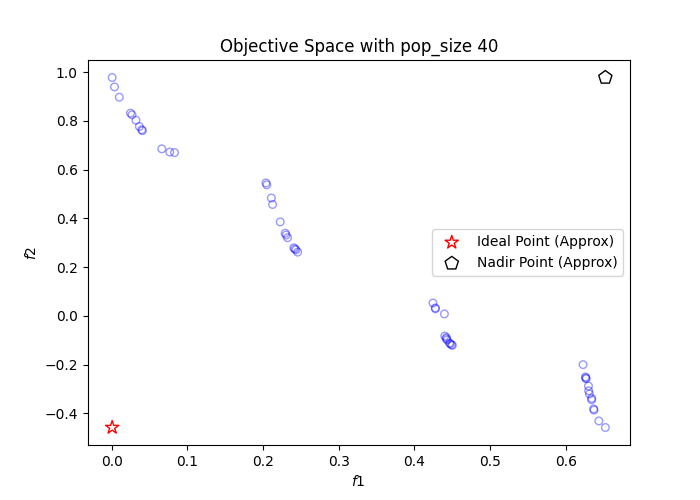 Objective Space with pop_size 40
1.0
0.8
0.6
0.4
0.2
0.0
−0.2
−0.4
f2
Ideal Point (Approx)
Nadir Point (Approx)
0.0 0.1 0.2 0.3 0.4 0.5 0.6
f1